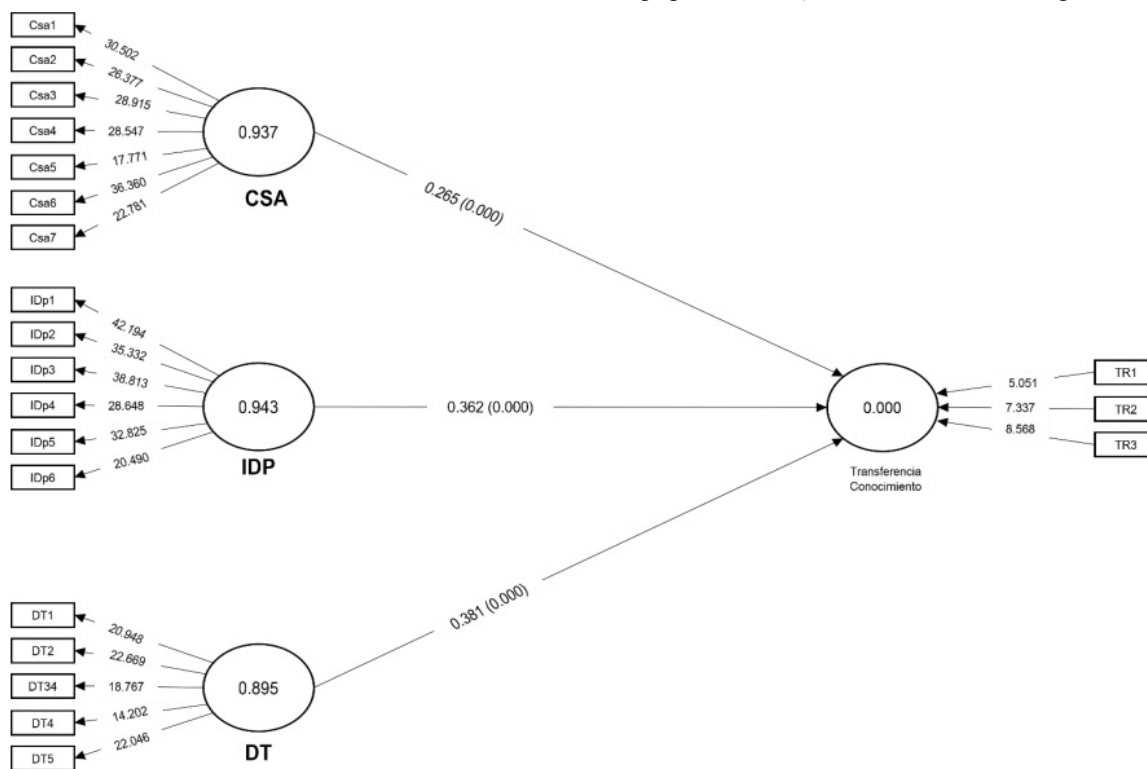 Csa1
Csa2
Csa3
Csa4
Csa5
Csa6
Csa7
30.502
26.377
28.915
28.547
17.771
36.360
22.781
0.937
CSA
0.265 (0.000)
IDp1
IDp2
IDp3
IDp4
IDp5
IDp6
42.194
35.332
38.813
28.648
32.825
20.490
0.943
IDP
0.362 (0.000)
DT1
DT2
DT34
DT4
DT5
20.948
22.669
18.767
14.202
22.046
0.895
DT
0.381 (0.000)
0.000
Transferencia
Conocimiento
5.051
7.337
8.568
TR1
TR2
TR3